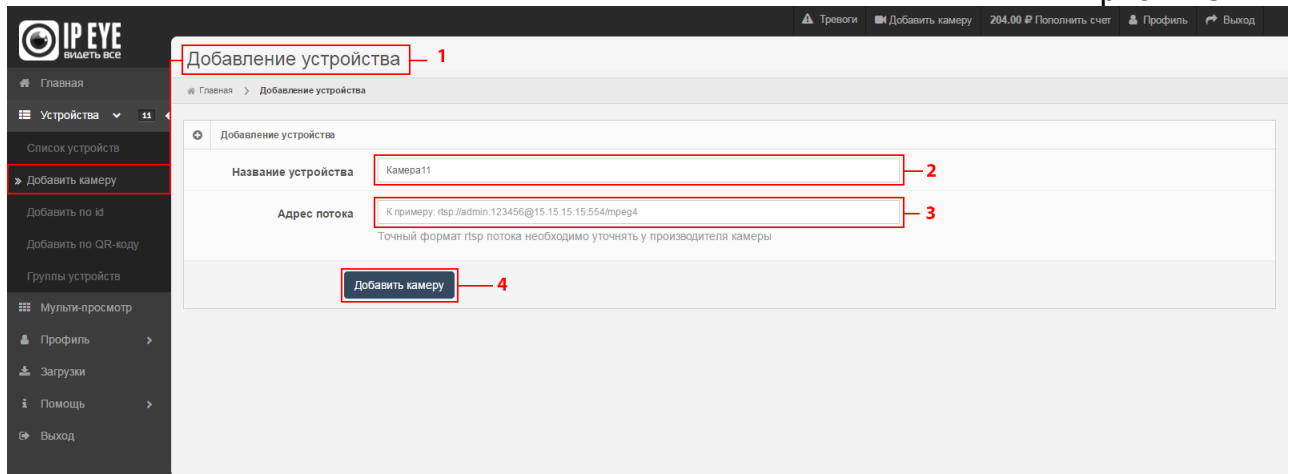 Тревоги Добавить камеру 204.00 ₽ Пополнить счет Профиль Выход
IP EYE
видеть все
Добавление устройства 1
Главная
Главная > Добавление устройства
Устройства 11
Добавление устройства
Список устройств
Название устройства Камера11 2
Добавить камеру
Адрес потока К примеру: rtsp://admin:123456@15.15.15.15:554/mpeg4 3
Добавить по id
Точный формат rtsp потока необходимо уточнять у производителя камеры
Добавить по QR-коду
Группы устройств
Добавить камеру 4
Мульти-просмотр
Профиль
Загрузки
Помощь
Выход